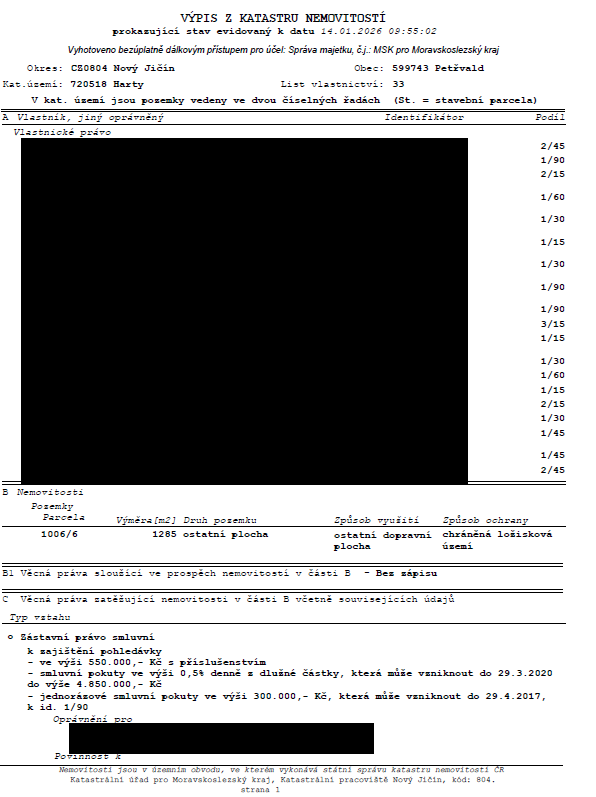 VÝPIS Z KATASTRU NEMOVITOSTÍ
prokazující stav evidovaný k datu 14.01.2026 09:55:02
Vyhotoveno bezúplatně dálkovým přístupem pro účel: Správa majetku, č.j.: MSK pro Moravskoslezský kraj
Okres: CZ0804 Nový Jičín Obec: 599743 Petřvald
Kat.území: 720518 Harty List vlastnictví: 33
V kat. území jsou pozemky vedeny ve dvou číselných řadách (St. = stavební parcela)
A Vlastník, jiný oprávněný Identifikátor Podíl
Vlastnické právo
2/45
1/90
2/15
1/60
1/30
1/15
1/30
1/90
1/90
3/15
1/15
1/30
1/60
1/15
2/15
1/30
1/45
1/45
2/45
B Nemovitosti
Pozemky
Parcela Výměra[m2] Druh pozemku Způsob využití Způsob ochrany
1006/6 1285 ostatní plocha ostatní dopravní chráněná ložisková
plocha území
B1 Věcná práva sloužící ve prospěch nemovitostí v části B - Bez zápisu
C Věcná práva zatěžující nemovitosti v části B včetně souvisejících údajů
Typ vztahu
o Zástavní právo smluvní
k zajištění pohledávky
- ve výši 550.000,- Kč s příslušenstvím
- smluvní pokuty ve výši 0,5% denně z dlužné částky, která může vzniknout do 29.3.2020
do výše 4.850.000,- Kč
- jednorázové smluvní pokuty ve výši 300.000,- Kč, která může vzniknout do 29.4.2017,
k id. 1/90
Oprávnění pro
Povinnost k
Nemovitosti jsou v územním obvodu, ve kterém vykonává státní správu katastru nemovitostí ČR
Katastrální úřad pro Moravskoslezský kraj, Katastrální pracoviště Nový Jičín, kód: 804.
strana 1